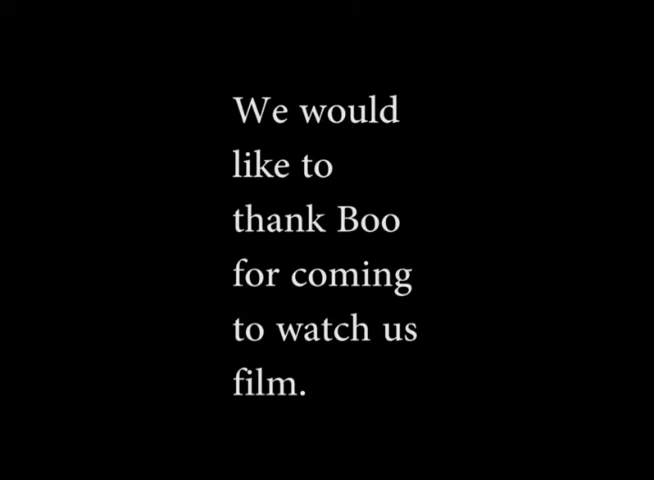 We would
like to
thank Boo
for coming
to watch us
film.